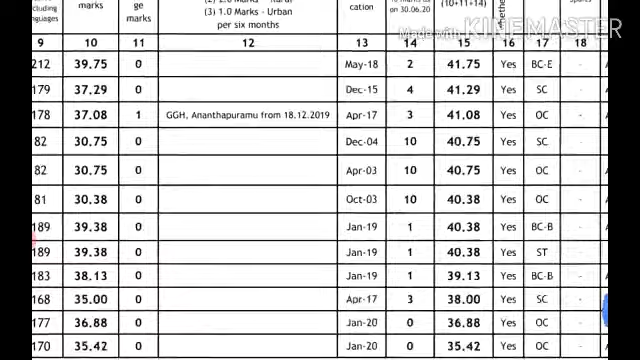 including
nguages
marks
ge
marks
(3) 1.0 Marks - Urban
per six months
cation
on 30.06.20
(10+11+14)
Made with
KINEMASTER
9 10 11 12 13 14 15 16 17 18
212 39.75 0 May-18 2 41.75 Yes BC-E -
179 37.29 0 Dec-15 4 41.29 Yes SC -
178 37.08 1 GGH, Ananthapuramu from 18.12.2019 Apr-17 3 41.08 Yes OC -
82 30.75 0 Dec-04 10 40.75 Yes SC -
82 30.75 0 Apr-03 10 40.75 Yes OC -
81 30.38 0 Oct-03 10 40.38 Yes OC -
189 39.38 0 Jan-19 1 40.38 Yes BC-B -
189 39.38 0 Jan-19 1 40.38 Yes ST -
183 38.13 0 Jan-19 1 39.13 Yes BC-B -
168 35.00 0 Apr-17 3 38.00 Yes SC -
177 36.88 0 Jan-20 0 36.88 Yes OC -
170 35.42 0 Jan-20 0 35.42 Yes OC -